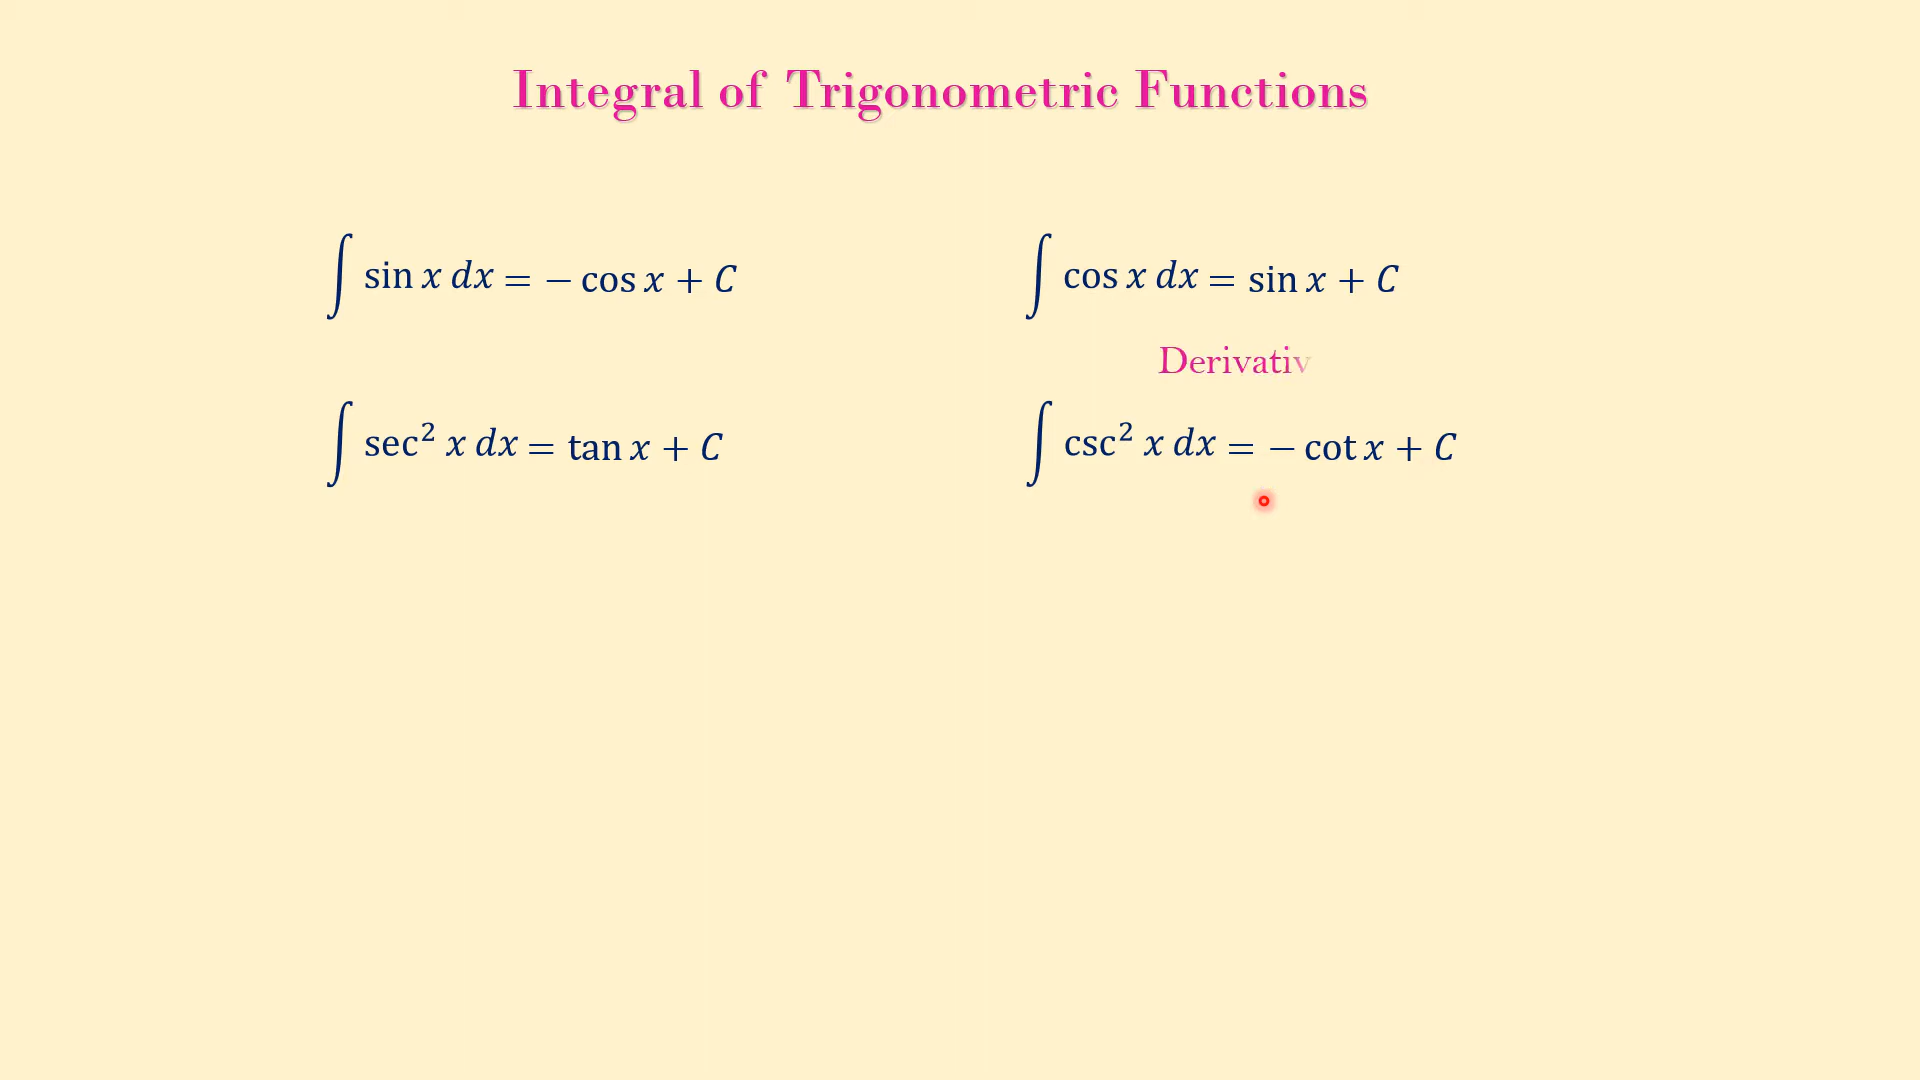 Integral of Trigonometric Functions
∫ sin x dx = − cos x + C
∫ cos x dx = sin x + C
Derivativ
∫ sec² x dx = tan x + C
∫ csc² x dx = − cot x + C